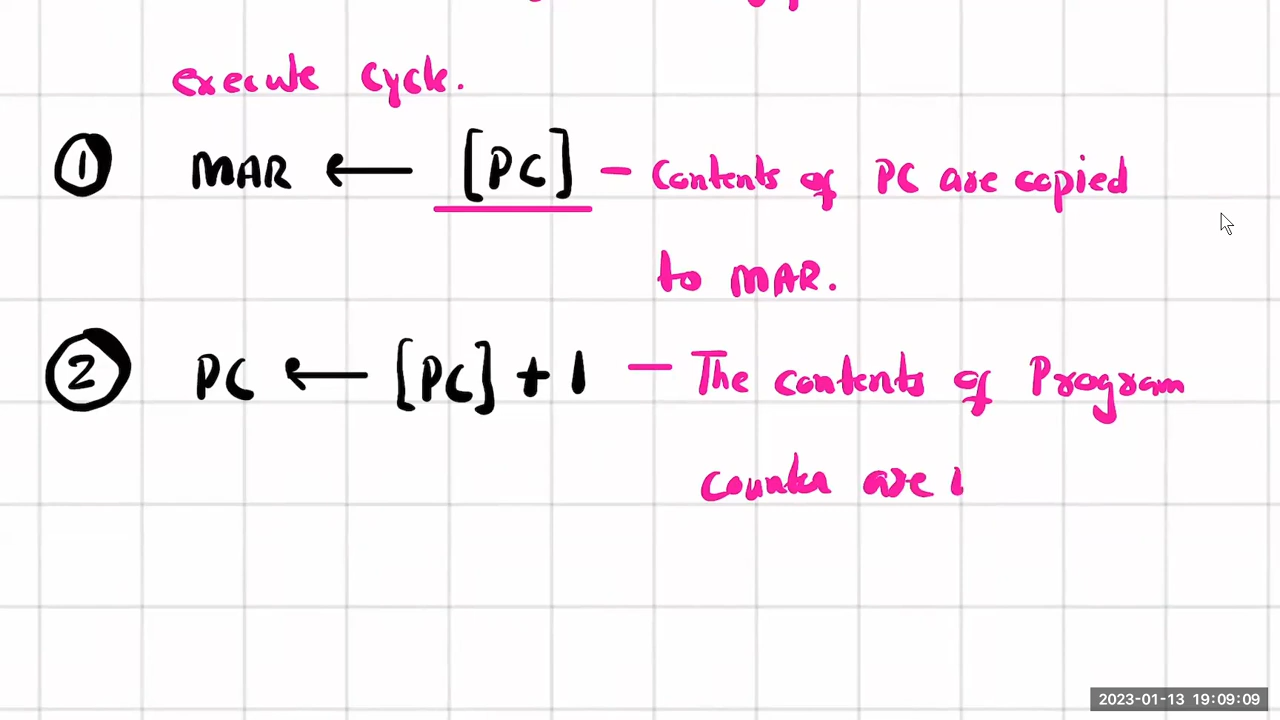 execute cycle.
① MAR ← [PC] - Contents of PC are copied
to MAR.
② PC ← [PC] + 1 - The contents of Program
counter are
2023-01-13 19:09:09